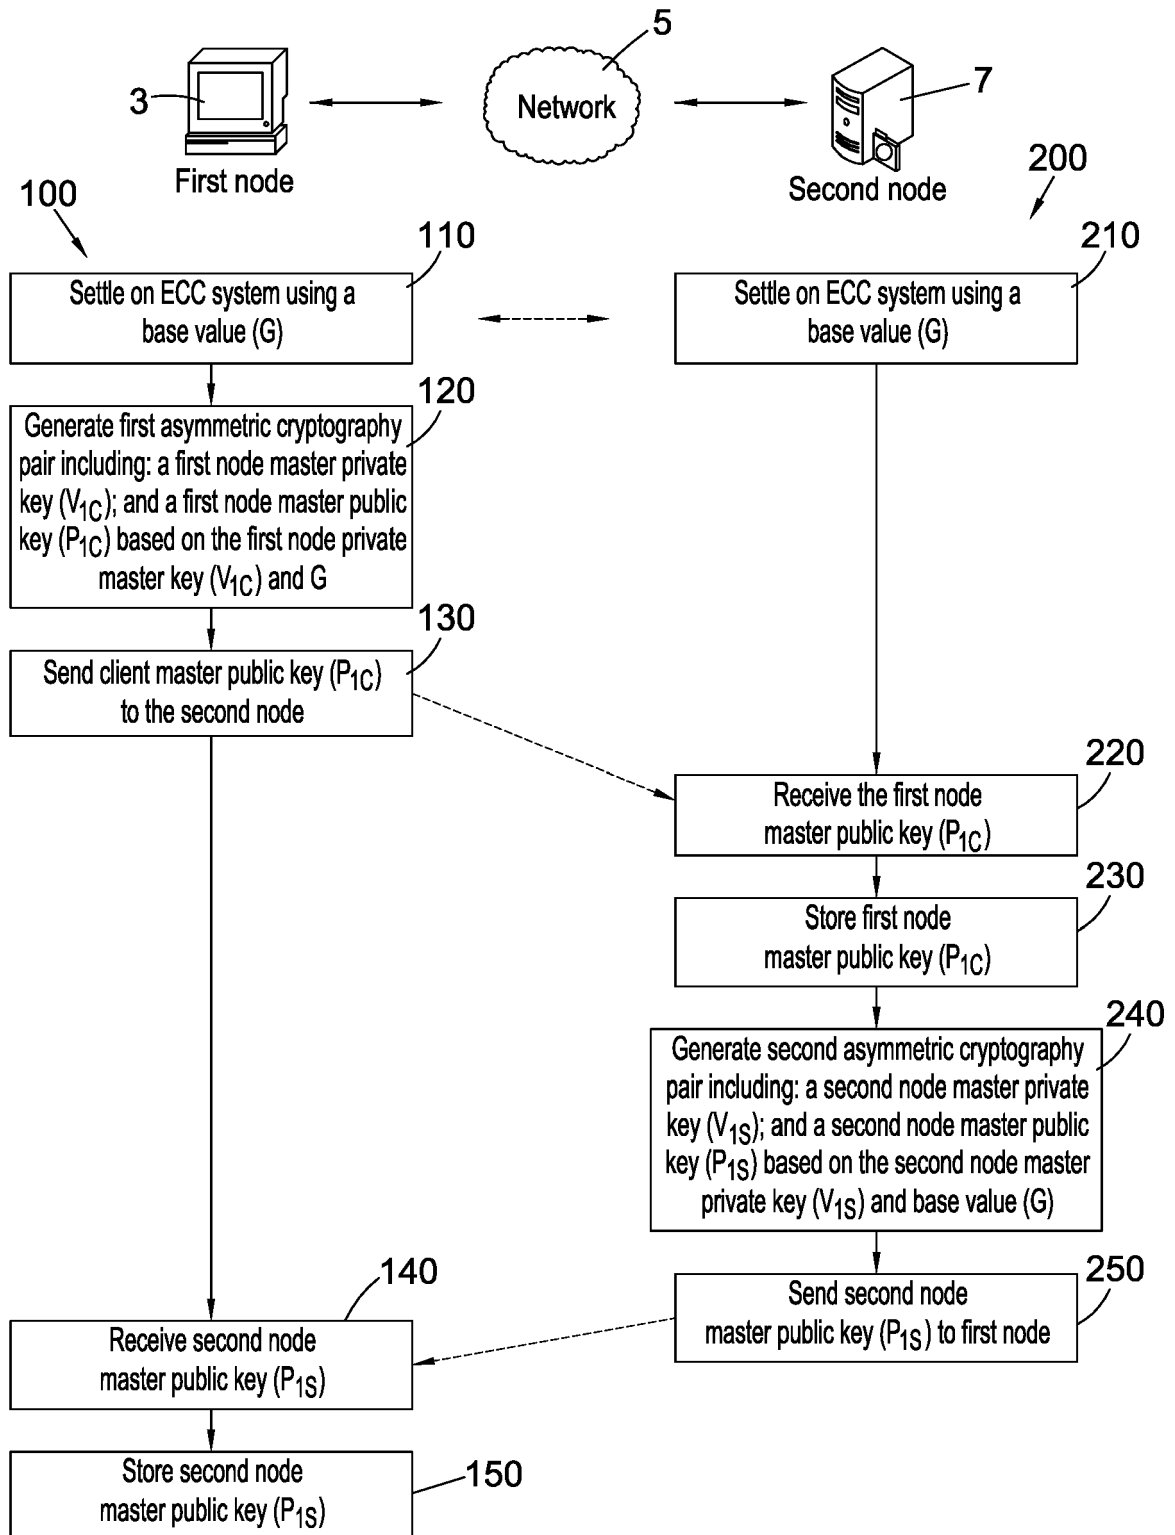 5
3
Network
7
First node
Second node
100
200
110
210
Settle on ECC system using a
base value (G)
Settle on ECC system using a
base value (G)
120
Generate first asymmetric cryptography
pair including: a first node master private
key (V1C); and a first node master public
key (P1C) based on the first node private
master key (V1C) and G
130
Send client master public key (P1C)
to the second node
220
Receive the first node
master public key (P1C)
230
Store first node
master public key (P1C)
240
Generate second asymmetric cryptography
pair including: a second node master private
key (V1S); and a second node master public
key (P1S) based on the second node master
private key (V1S) and base value (G)
250
Send second node
master public key (P1S) to first node
140
Receive second node
master public key (P1S)
150
Store second node
master public key (P1S)